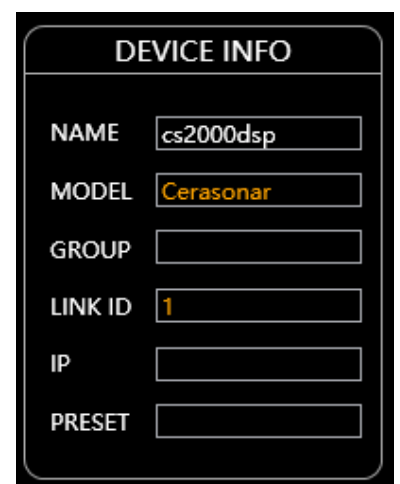 DEVICE INFO
NAME cs2000dsp
MODEL Cerasonar
GROUP
LINK ID 1
IP
PRESET